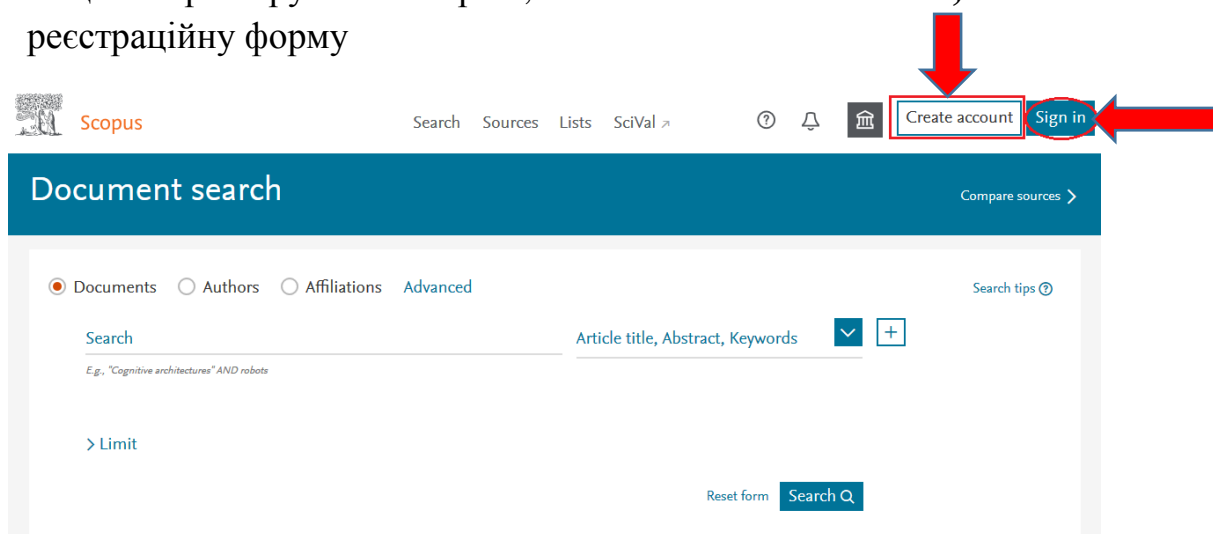 реєстраційну форму
Scopus Search Sources Lists SciVal Create account Sign in
Document search Compare sources
Documents Authors Affiliations Advanced Search tips
Search Article title, Abstract, Keywords
E.g., "Cognitive architectures" AND robots
Limit
Reset form Search